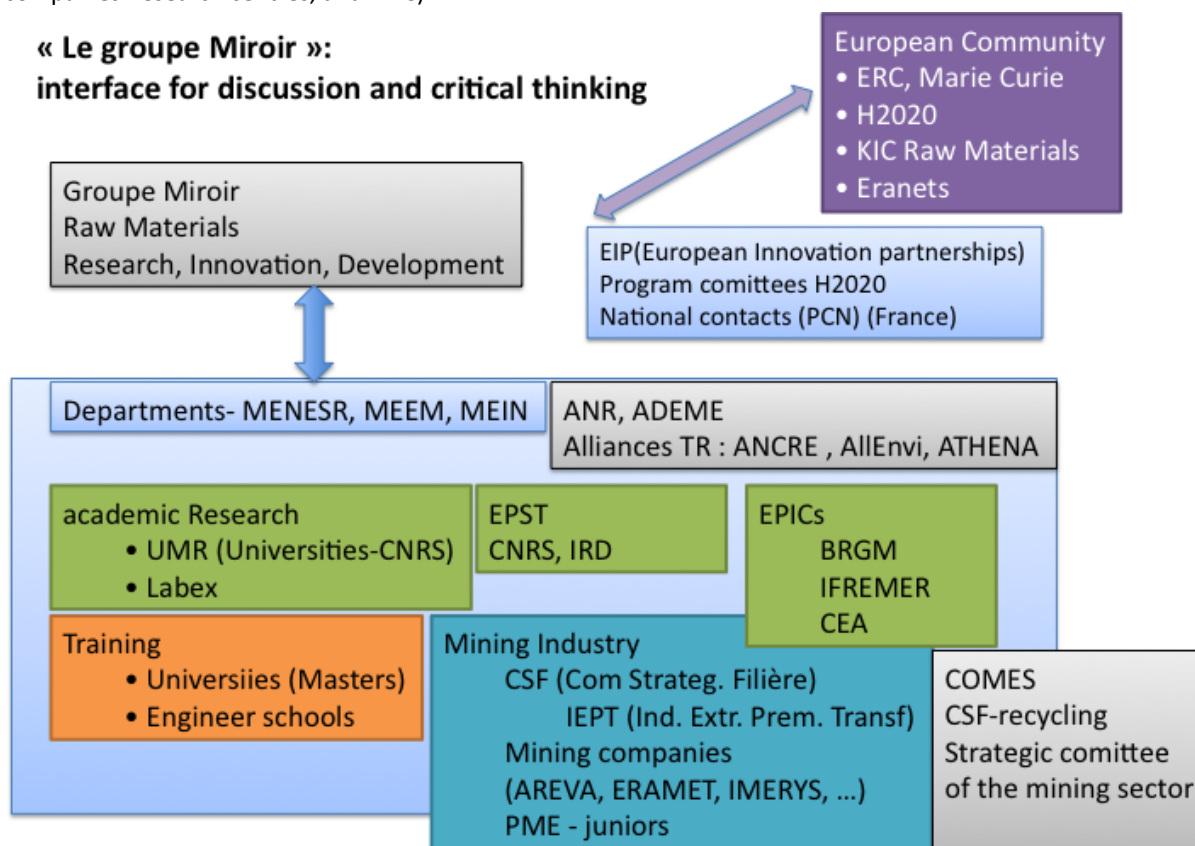 « Le groupe Miroir »:
interface for discussion and critical thinking
European Community
• ERC, Marie Curie
• H2020
• KIC Raw Materials
• Eranets
Groupe Miroir
Raw Materials
Research, Innovation, Development
EIP(European Innovation partnerships)
Program comittees H2020
National contacts (PCN) (France)
Departments- MENESR, MEEM, MEIN
ANR, ADEME
Alliances TR : ANCRE , AllEnvi, ATHENA
academic Research
• UMR (Universities-CNRS)
• Labex
EPST
CNRS, IRD
EPICs
BRGM
IFREMER
CEA
Training
• Universiies (Masters)
• Engineer schools
Mining Industry
CSF (Com Strateg. Filière)
IEPT (Ind. Extr. Prem. Transf)
Mining companies
(AREVA, ERAMET, IMERYS, ...)
PME - juniors
COMES
CSF-recycling
Strategic comittee
of the mining sector